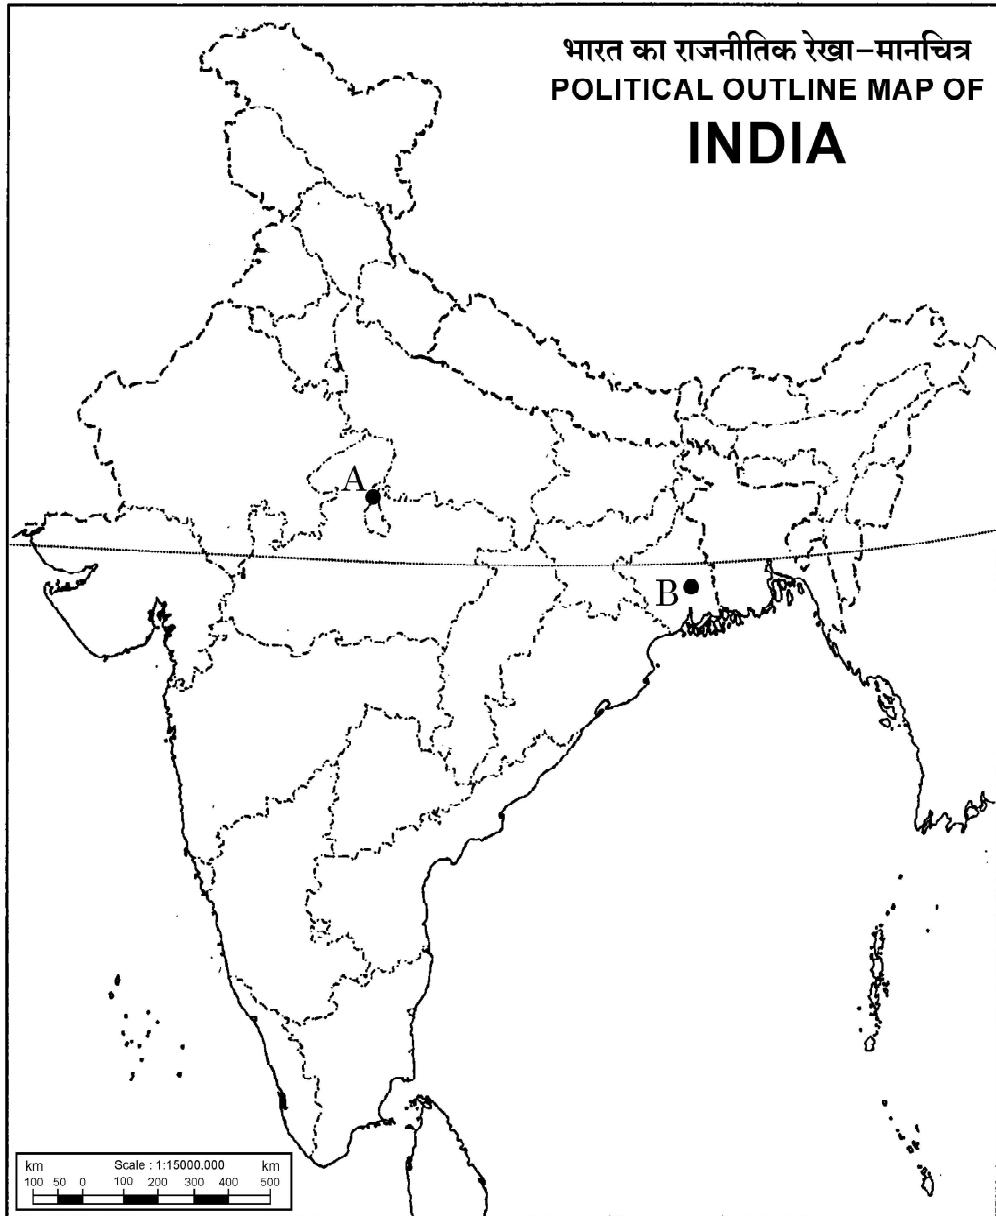 भारत का राजनीतिक रेखा–मानचित्र
POLITICAL OUTLINE MAP OF
INDIA
A
B
km Scale : 1:15000.000 km
100 50 0 100 200 300 400 500